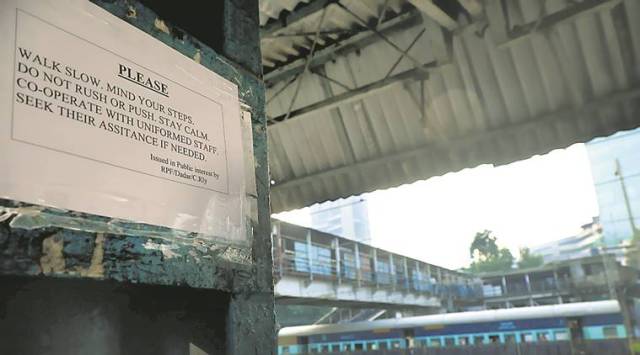 PLEASE
WALK SLOW, MIND YOUR STEPS.
DO NOT RUSH OR PUSH. STAY CALM.
CO-OPERATE WITH UNIFORMED STAFF.
SEEK THEIR ASSITANCE IF NEEDED.
Issued in Public interest by
RPF/Dadar/C.Rly